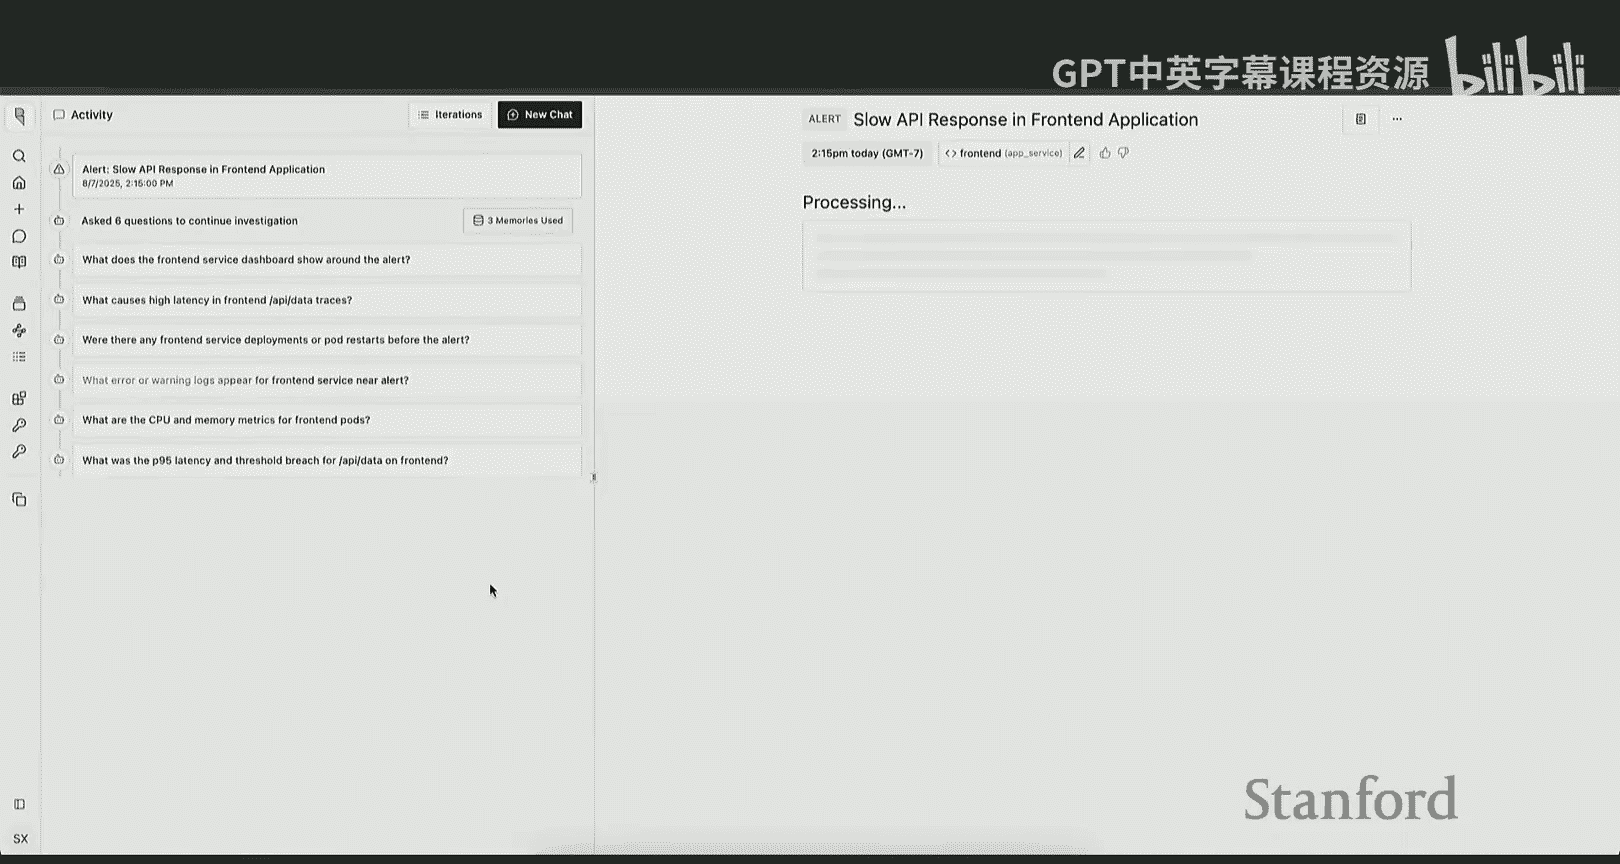 GPT中英字幕课程资源 bilibili
Activity
Iterations
New Chat
Alert: Slow API Response in Frontend Application
8/7/2025, 2:15:00 PM
Asked 6 questions to continue investigation
3 Memories Used
What does the frontend service dashboard show around the alert?
What causes high latency in frontend /api/data traces?
Were there any frontend service deployments or pod restarts before the alert?
What error or warning logs appear for frontend service near alert?
What are the CPU and memory metrics for frontend pods?
What was the p95 latency and threshold breach for /api/data on frontend?
SX
ALERT Slow API Response in Frontend Application
2:15pm today (GMT-7) <> frontend (app_service)
Processing...
Stanford